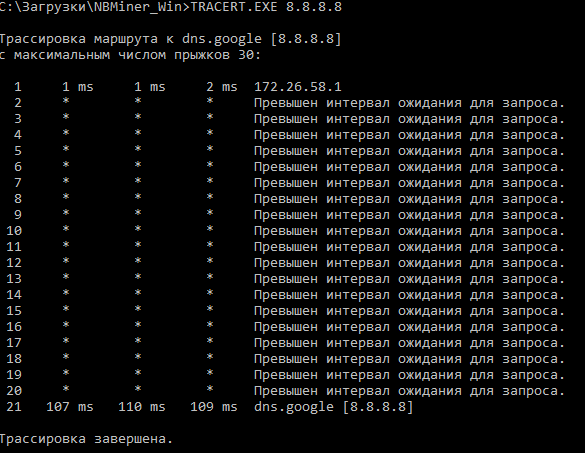 C:\Загрузки\NBMiner_Win>TRACERT.EXE 8.8.8.8
Трассировка маршрута к dns.google [8.8.8.8]
с максимальным числом прыжков 30:
1 1 ms 1 ms 2 ms 172.26.58.1
2 * * * Превышен интервал ожидания для запроса.
3 * * * Превышен интервал ожидания для запроса.
4 * * * Превышен интервал ожидания для запроса.
5 * * * Превышен интервал ожидания для запроса.
6 * * * Превышен интервал ожидания для запроса.
7 * * * Превышен интервал ожидания для запроса.
8 * * * Превышен интервал ожидания для запроса.
9 * * * Превышен интервал ожидания для запроса.
10 * * * Превышен интервал ожидания для запроса.
11 * * * Превышен интервал ожидания для запроса.
12 * * * Превышен интервал ожидания для запроса.
13 * * * Превышен интервал ожидания для запроса.
14 * * * Превышен интервал ожидания для запроса.
15 * * * Превышен интервал ожидания для запроса.
16 * * * Превышен интервал ожидания для запроса.
17 * * * Превышен интервал ожидания для запроса.
18 * * * Превышен интервал ожидания для запроса.
19 * * * Превышен интервал ожидания для запроса.
20 * * * Превышен интервал ожидания для запроса.
21 107 ms 110 ms 109 ms dns.google [8.8.8.8]
Трассировка завершена.